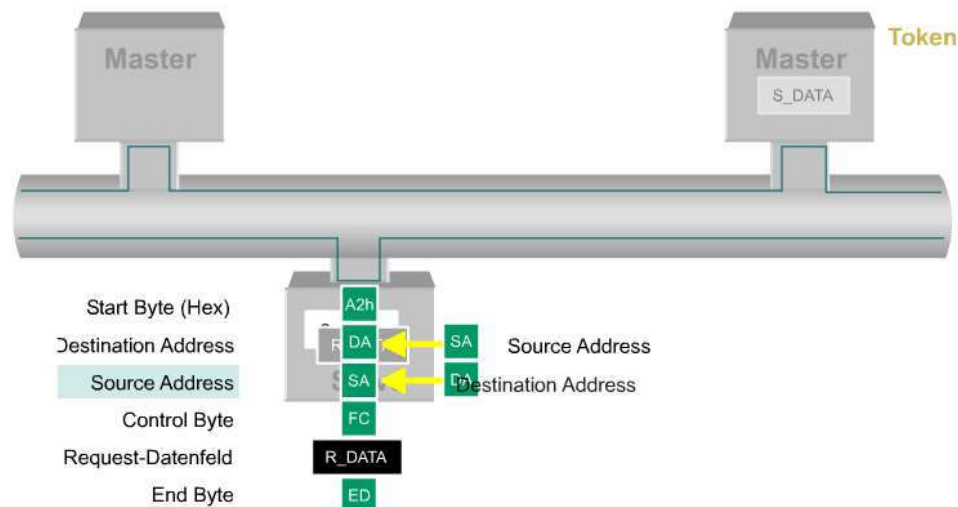 Master
Master
Token
S_DATA
Start Byte (Hex)
A2h
Destination Address
DA
SA
Source Address
Source Address
SA
DA
Destination Address
Control Byte
FC
Request-Datenfeld
R_DATA
End Byte
ED